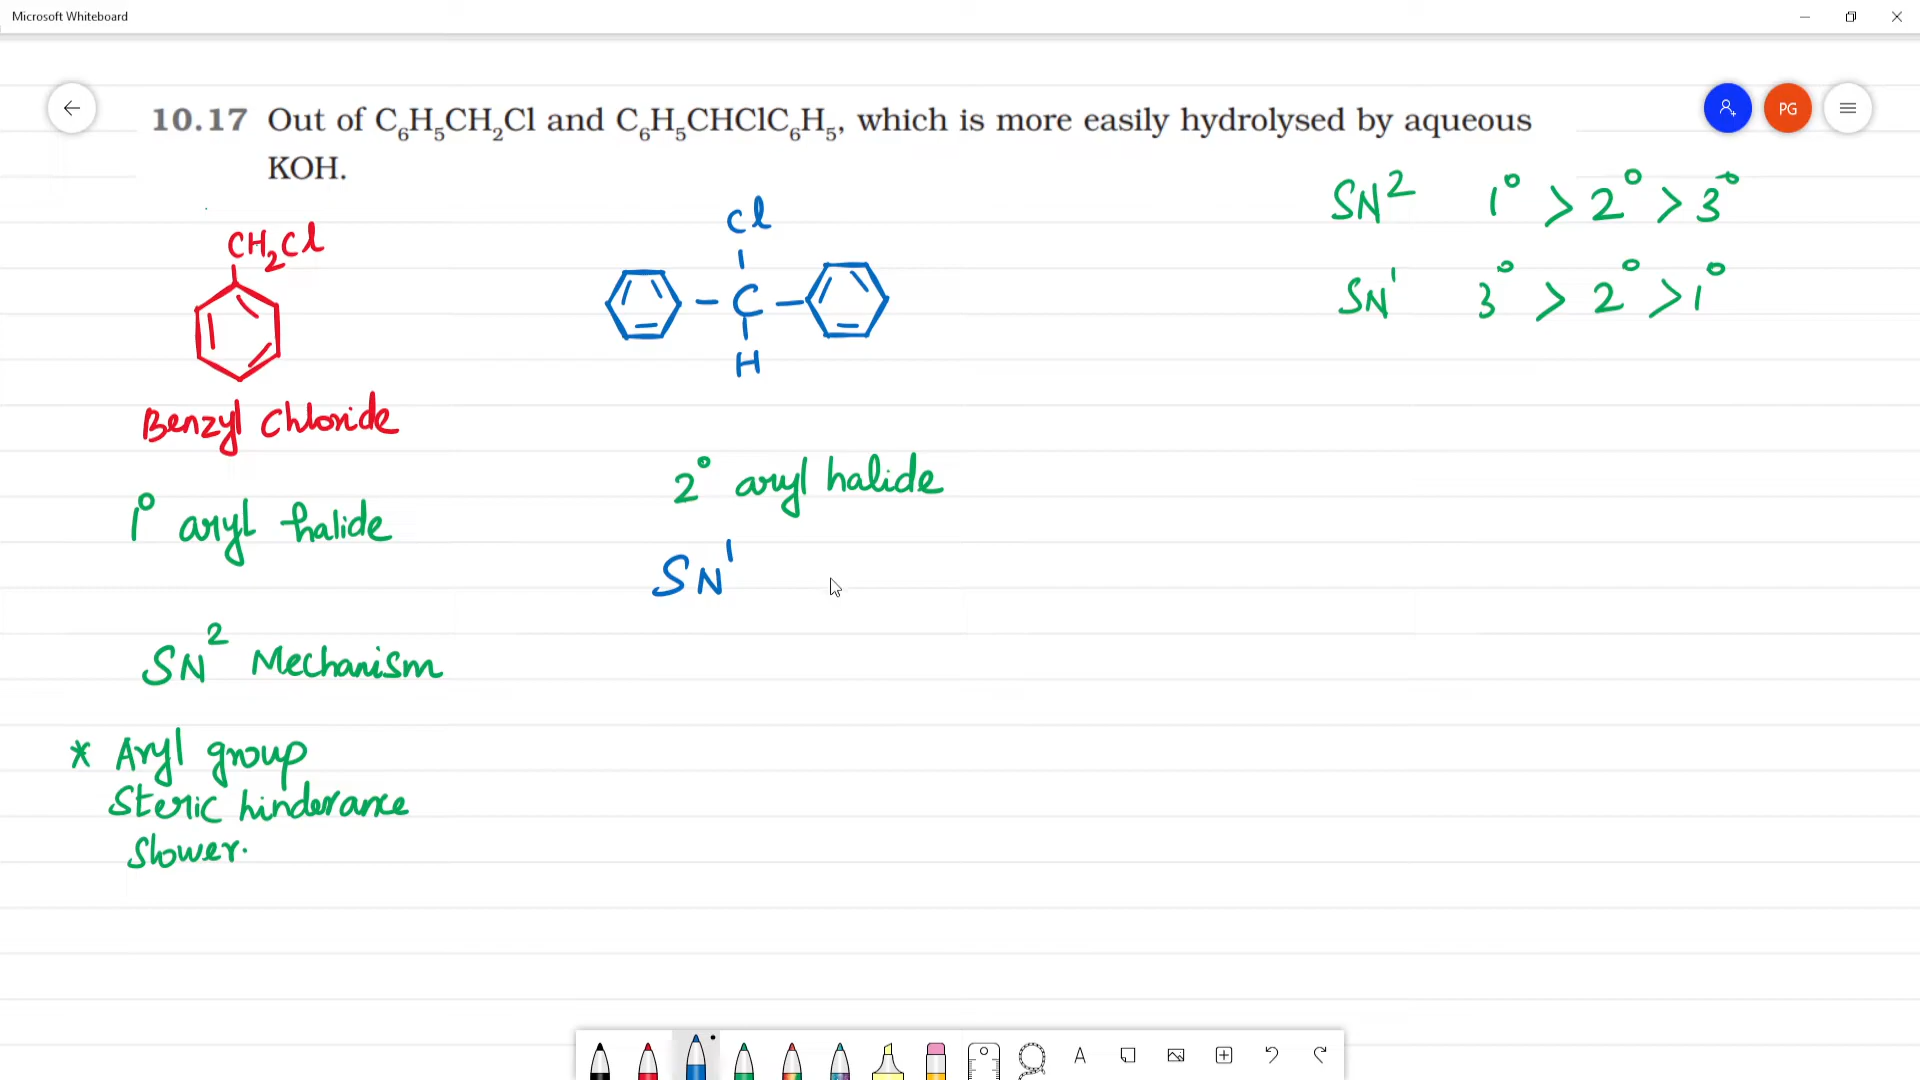 Microsoft Whiteboard
10.17 Out of C₆H₅CH₂Cl and C₆H₅CHClC₆H₅, which is more easily hydrolysed by aqueous
KOH.
PG
SN² 1° > 2° > 3°
SN¹ 3° > 2° > 1°
CH₂Cl
Cl
C
H
Benzyl Chloride
2° aryl halide
1° aryl halide
SN¹
SN² Mechanism
* Aryl group
Steric hinderance
Slower.
A